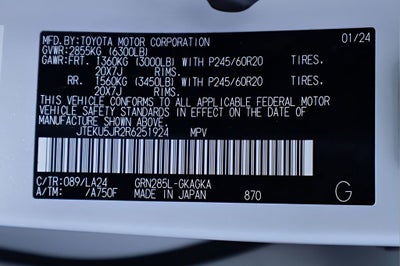 MFD.BY:TOYOTA MOTOR CORPORATION 01/24
GVWR:2855KG (6300LB)
GAWR:FRT. 1360KG (3000LB) WITH P245/60R20 TIRES.
20X7J RIMS.
RR. 1560KG (3450LB) WITH P245/60R20 TIRES.
20X7J RIMS.
THIS VEHICLE CONFORMS TO ALL APPLICABLE FEDERAL MOTOR
VEHICLE SAFETY STANDARDS IN EFFECT ON THE DATE OF
MANUFACTURE SHOWN ABOVE.
JTEKU5JR2R6251924 MPV
C/TR:089/LA24 GRN285L-GKAGKA
A/TM: /A750F MADE IN JAPAN 870 G